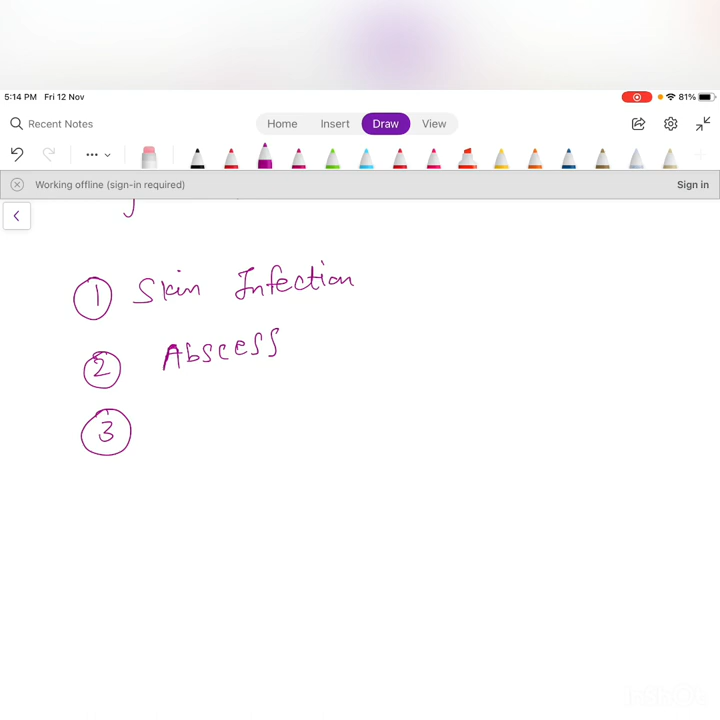 5:14 PM Fri 12 Nov 81%
Recent Notes Home Insert Draw View
Working offline (sign-in required) Sign in
1 Skin Infection
2 Abscess
3